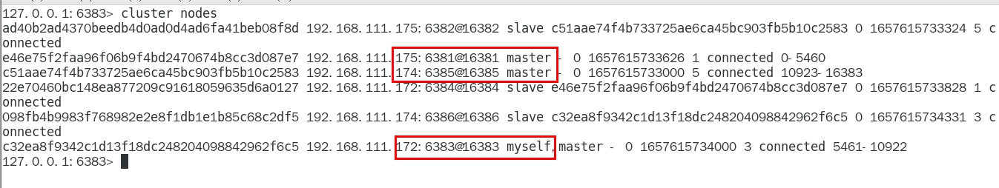 127.0.0.1:6383> cluster nodes
ad40b2ad4370beedb4d0ad0d4ad6fa41beb08f8d 192.168.111.175:6382@16382 slave c51aae74f4b733725ae6ca45bc903fb5b10c2583 0 1657615733324 5 c
onnected
e46e75f2faa96f06b9f4bd2470674b8cc3d087e7 192.168.111.175:6381@16381 master - 0 1657615733626 1 connected 0-5460
c51aae74f4b733725ae6ca45bc903fb5b10c2583 192.168.111.174:6385@16385 master - 0 1657615733000 5 connected 10923-16383
22e70460bc148ea877209c91618059635d6a0127 192.168.111.172:6384@16384 slave e46e75f2faa96f06b9f4bd2470674b8cc3d087e7 0 1657615733828 1 c
onnected
098fb4b9983f768982e2e8f1db1e1b85c68c2df5 192.168.111.174:6386@16386 slave c32ea8f9342c1d13f18dc248204098842962f6c5 0 1657615734331 3 c
onnected
c32ea8f9342c1d13f18dc248204098842962f6c5 192.168.111.172:6383@16383 myself,master - 0 1657615734000 3 connected 5461-10922
127.0.0.1:6383>